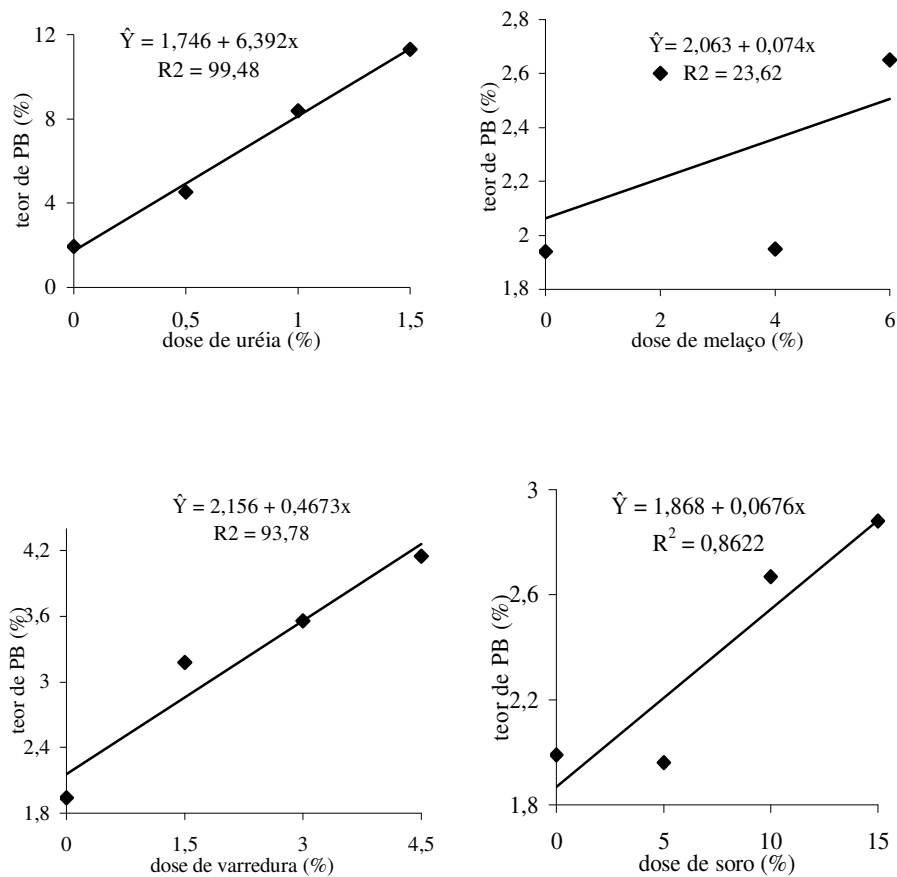 Ŷ = 1,746 + 6,392x
R2 = 99,48
teor de PB (%)
12
8
4
0
0
0,5
1
1,5
dose de uréia (%)
Ŷ= 2,063 + 0,074x
R2 = 23,62
teor de PB (%)
2,8
2,6
2,4
2,2
2
1,8
0
2
4
6
dose de melaço (%)
Ŷ = 2,156 + 0,4673x
R2 = 93,78
teor de PB (%)
4,2
3,6
3
2,4
1,8
0
1,5
3
4,5
dose de varredura (%)
Ŷ = 1,868 + 0,0676x
R² = 0,8622
teor de PB (%)
3
2,6
2,2
1,8
0
5
10
15
dose de soro (%)